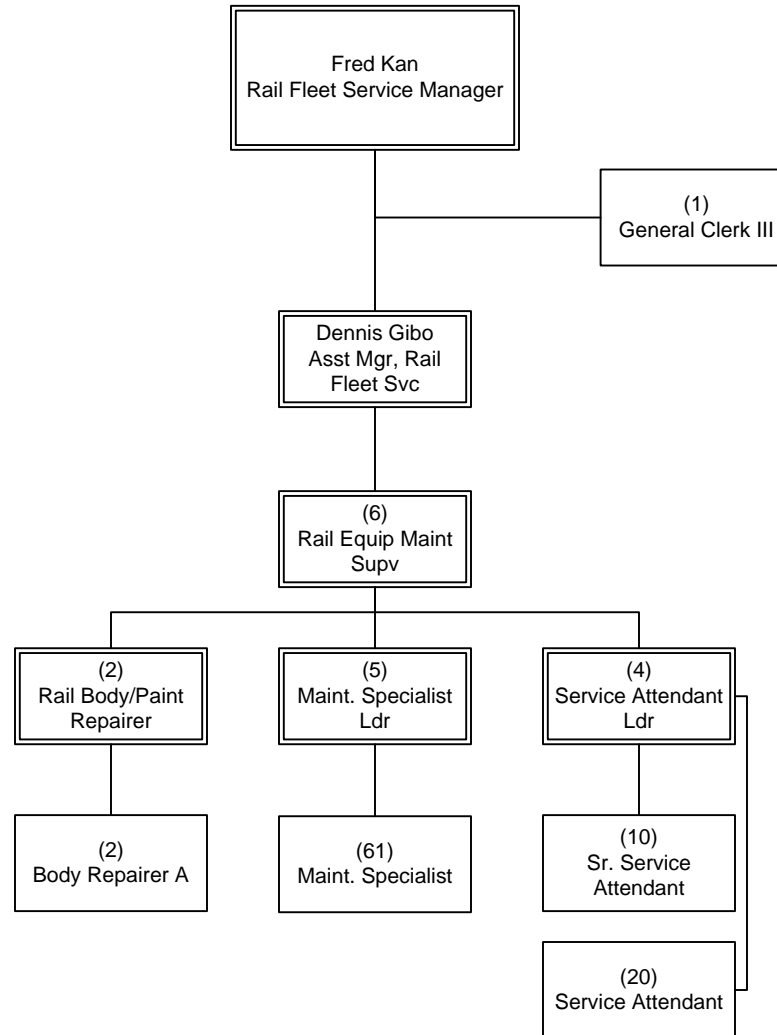 Fred Kan
Rail Fleet Service Manager
(1)
General Clerk III
Dennis Gibo
Asst Mgr, Rail
Fleet Svc
(6)
Rail Equip Maint
Supv
(2)
Rail Body/Paint
Repairer
(5)
Maint. Specialist
Ldr
(4)
Service Attendant
Ldr
(2)
Body Repairer A
(61)
Maint. Specialist
(10)
Sr. Service
Attendant
(20)
Service Attendant